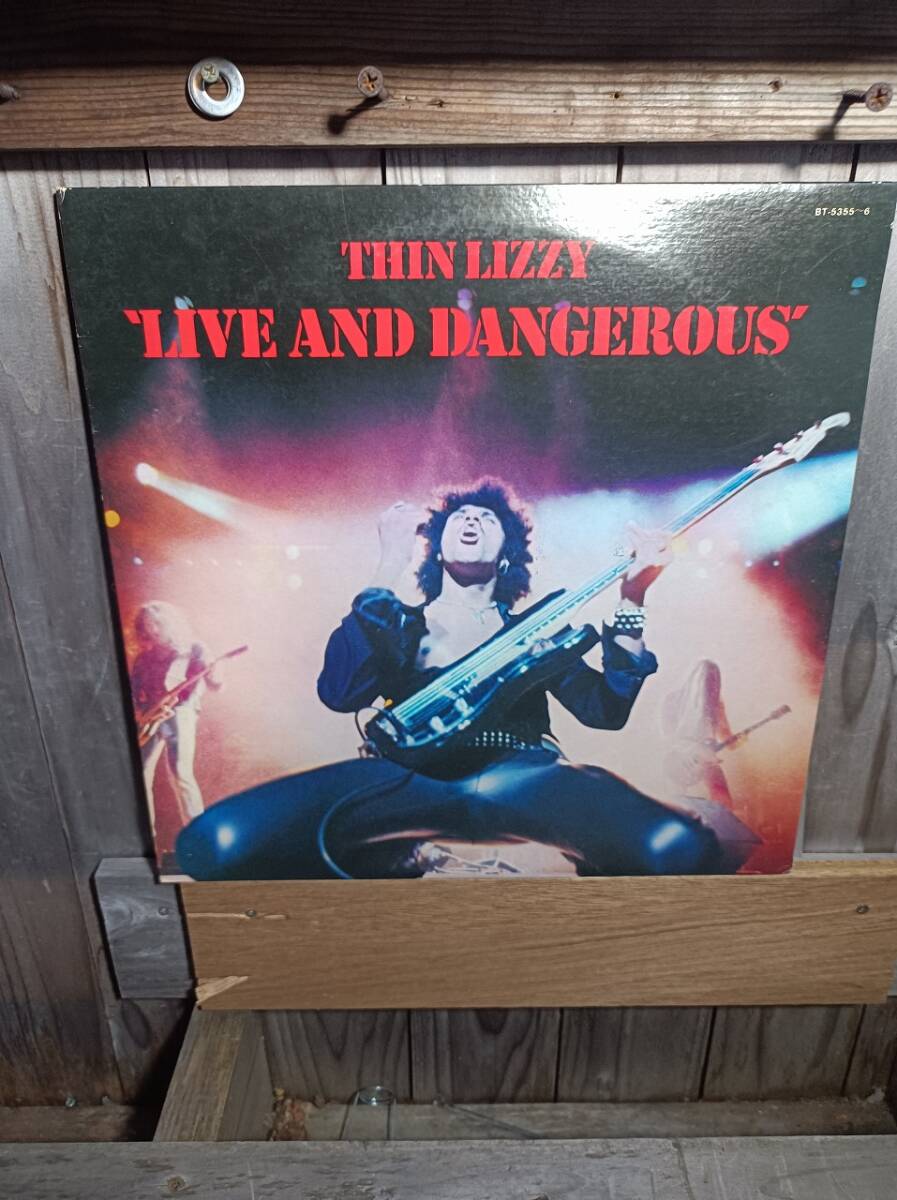 BT-5355~6
THIN LIZZY
'LIVE AND DANGEROUS'